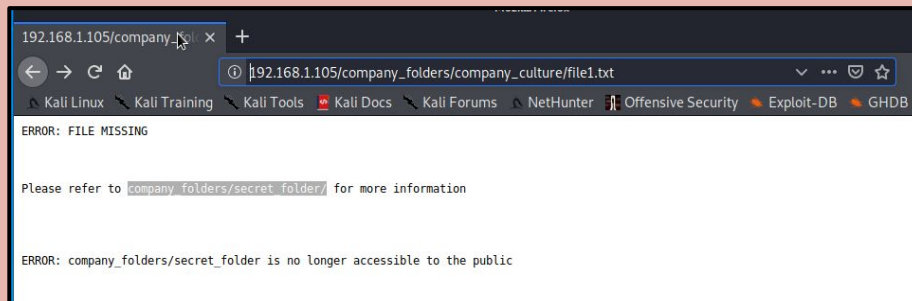 192.168.1.105/company_fol
192.168.1.105/company_folders/company_culture/file1.txt
Kali Linux Kali Training Kali Tools Kali Docs Kali Forums NetHunter Offensive Security Exploit-DB GHDB
ERROR: FILE MISSING
Please refer to company_folders/secret_folder/ for more information
ERROR: company_folders/secret_folder is no longer accessible to the public